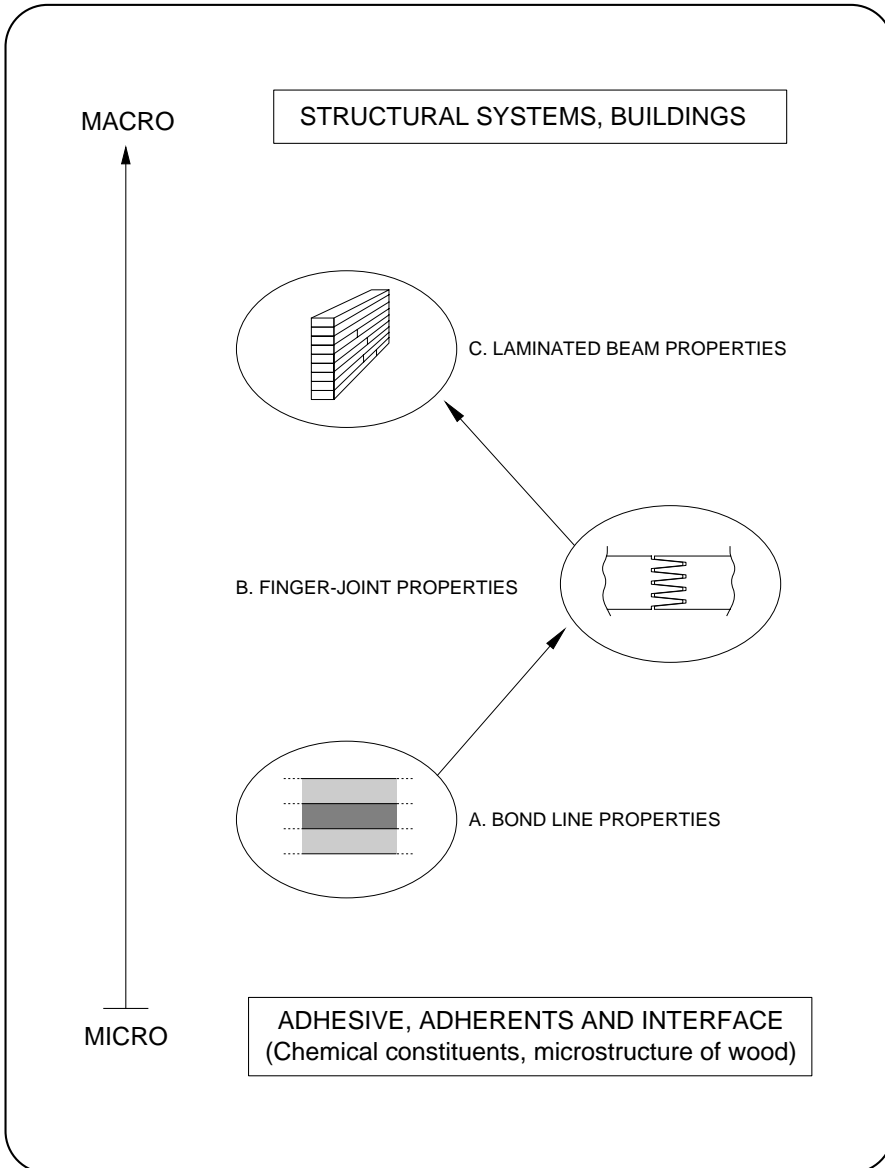 MACRO
STRUCTURAL SYSTEMS, BUILDINGS
C. LAMINATED BEAM PROPERTIES
B. FINGER-JOINT PROPERTIES
A. BOND LINE PROPERTIES
MICRO
ADHESIVE, ADHERENTS AND INTERFACE
(Chemical constituents, microstructure of wood)